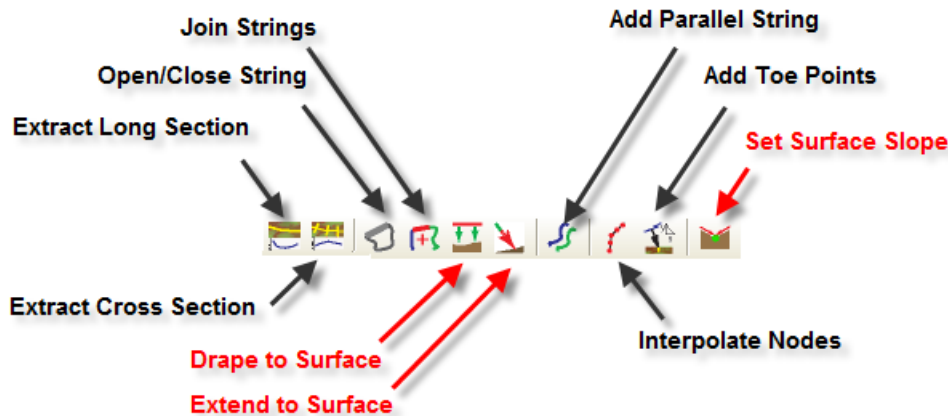 Join Strings
Add Parallel String
Open/Close String
Add Toe Points
Extract Long Section
Set Surface Slope
Extract Cross Section
Interpolate Nodes
Drape to Surface
Extend to Surface